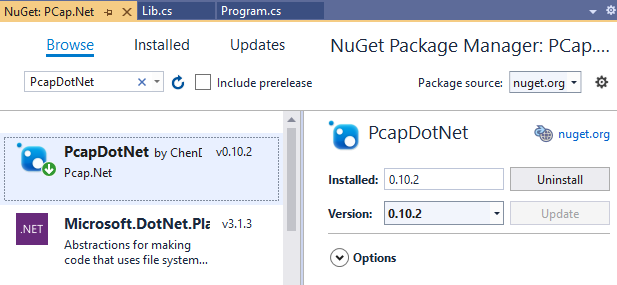 NuGet: PCap.Net
Lib.cs
Program.cs
Browse
Installed
Updates
NuGet Package Manager: PCap....
PcapDotNet
Include prerelease
Package source:
nuget.org
PcapDotNet by ChenD
v0.10.2
Pcap.Net
.NET
Microsoft.DotNet.Pla
v3.1.3
Abstractions for making
code that uses file system...
PcapDotNet
nuget.org
Installed:
0.10.2
Uninstall
Version:
0.10.2
Update
Options